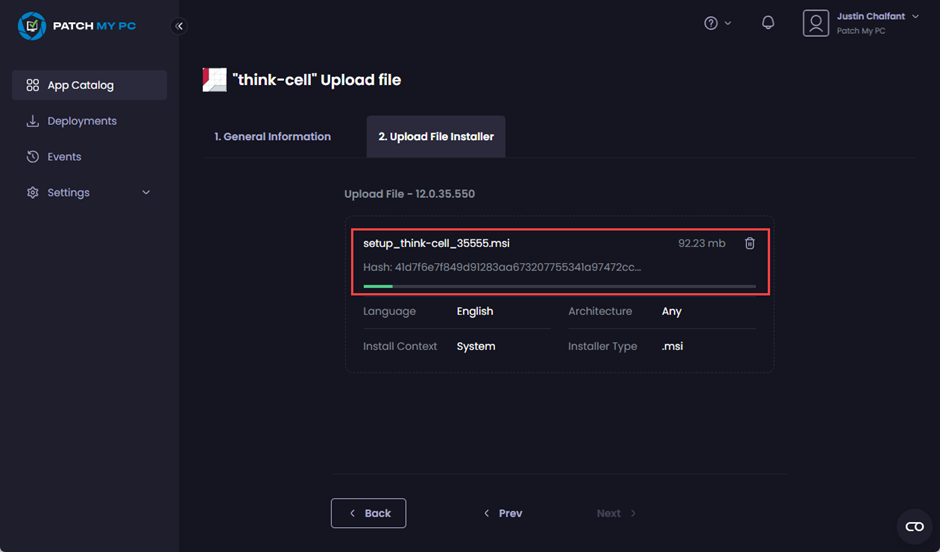 PATCH MY PC
Justin Chalfant
Patch My PC
App Catalog
Deployments
Events
Settings
"think-cell" Upload file
1. General Information
2. Upload File Installer
Upload File - 12.0.35.550
setup_think-cell_35555.msi 92.23 mb
Hash: 41d7f6e7f849d91283aa673207755341a97472cc...
Language English Architecture Any
Install Context System Installer Type .msi
Back Prev Next